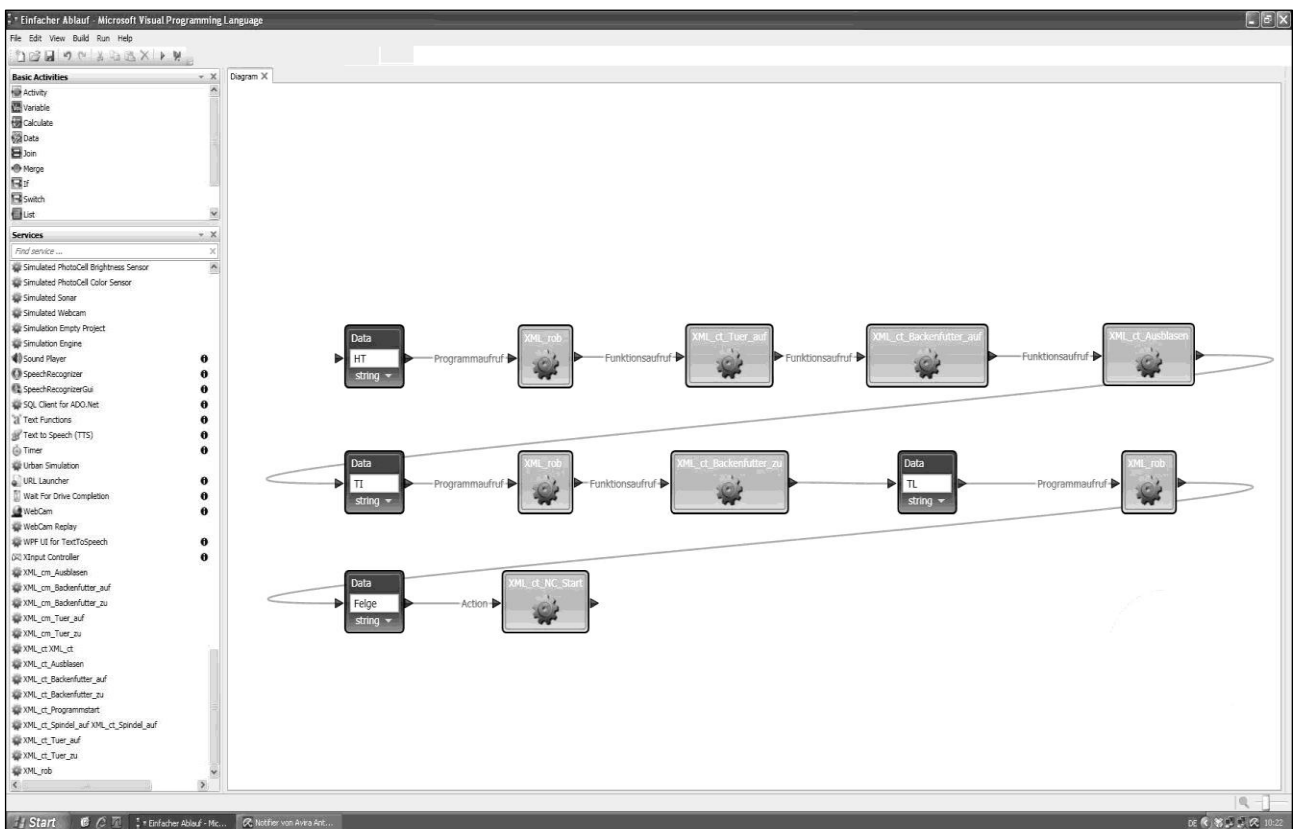 Einfacher Ablauf - Microsoft Visual Programming Language
File Edit View Build Run Help
Basic Activities
Activity
Variable
Calculate
Data
Join
Merge
If
Switch
List
Services
Find service ...
Simulated PhotoCell Brightness Sensor
Simulated PhotoCell Color Sensor
Simulated Sonar
Simulated Webcam
Simulation Empty Project
Simulation Engine
Sound Player
SpeechRecognizer
SpeechRecognizerGui
SQL Client for ADO.Net
Text Functions
Text to Speech (TTS)
Timer
Urban Simulation
URL Launcher
Wait For Drive Completion
WebCam
WebCam Replay
WPF UI for TextToSpeech
XInput Controller
XML_cm_Ausblasen
XML_cm_Backenfutter_auf
XML_cm_Backenfutter_zu
XML_cm_Tuer_auf
XML_cm_Tuer_zu
XML_ct XML_ct
XML_ct_Ausblasen
XML_ct_Backenfutter_auf
XML_ct_Backenfutter_zu
XML_ct_Programmstart
XML_ct_Spindel_auf XML_ct_Spindel_auf
XML_ct_Tuer_auf
XML_ct_Tuer_zu
XML_rob
Diagram X
Data
HT
string
Programmaufruf
XML_rob
Funktionsaufruf
XML_ct_Tuer_auf
Funktionsaufruf
XML_ct_Backenfutter_auf
Funktionsaufruf
XML_ct_Ausblasen
Data
TI
string
Programmaufruf
XML_rob
Funktionsaufruf
XML_ct_Backenfutter_zu
Data
TL
string
Programmaufruf
XML_rob
Data
Felge
string
Action
XML_ct_NC_Start
Start
Einfacher Ablauf - Mic...
Notifier von Avira Ant...
DE
10:22